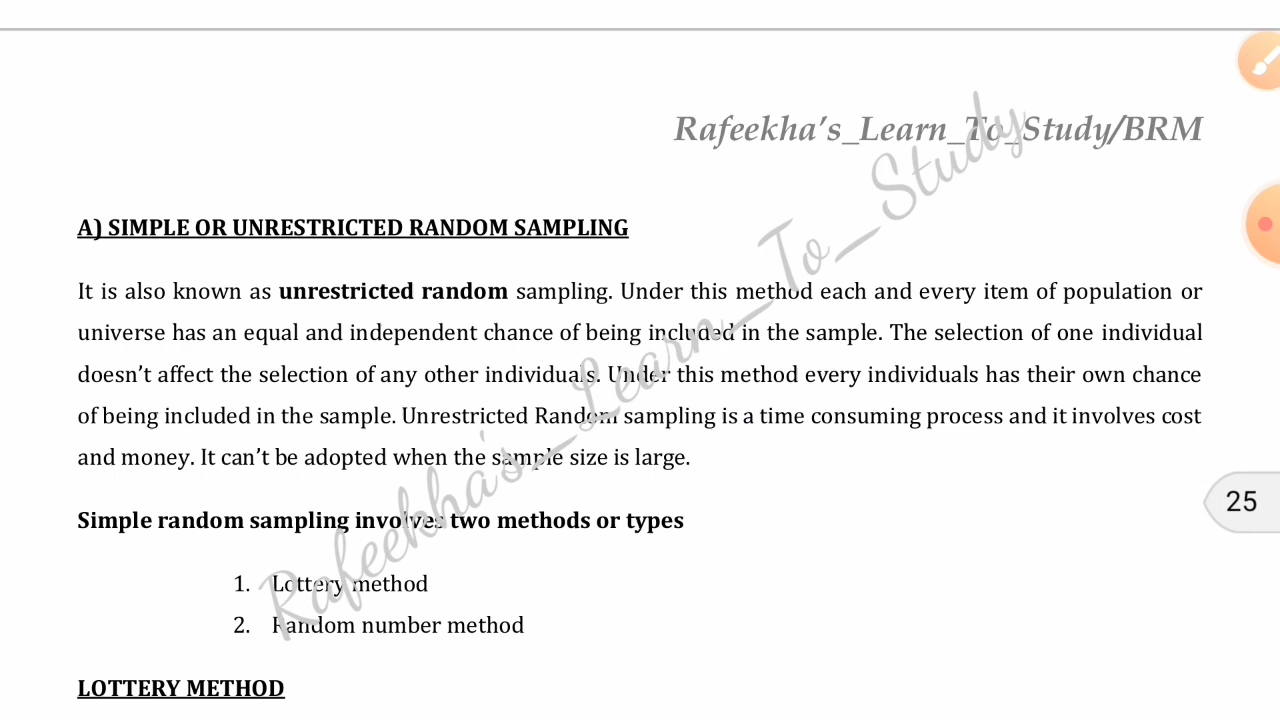 Rafeekha's_Learn_To_Study/BRM
A) SIMPLE OR UNRESTRICTED RANDOM SAMPLING
It is also known as unrestricted random sampling. Under this method each and every item of population or
universe has an equal and independent chance of being included in the sample. The selection of one individual
doesn't affect the selection of any other individuals. Under this method every individuals has their own chance
of being included in the sample. Unrestricted Random sampling is a time consuming process and it involves cost
and money. It can't be adopted when the sample size is large.
Simple random sampling involves two methods or types
1. Lottery method
2. Random number method
LOTTERY METHOD
Rafeekha's_Learn_To_Study
25